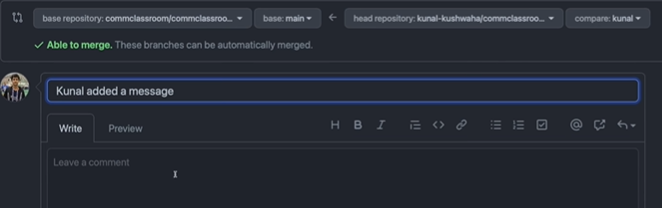 base repository: commclassroom/commclassroo... base: main head repository: kunal-kushwaha/commclassroo... compare: kunal
Able to merge. These branches can be automatically merged.
Kunal added a message
Write Preview H B I
Leave a comment